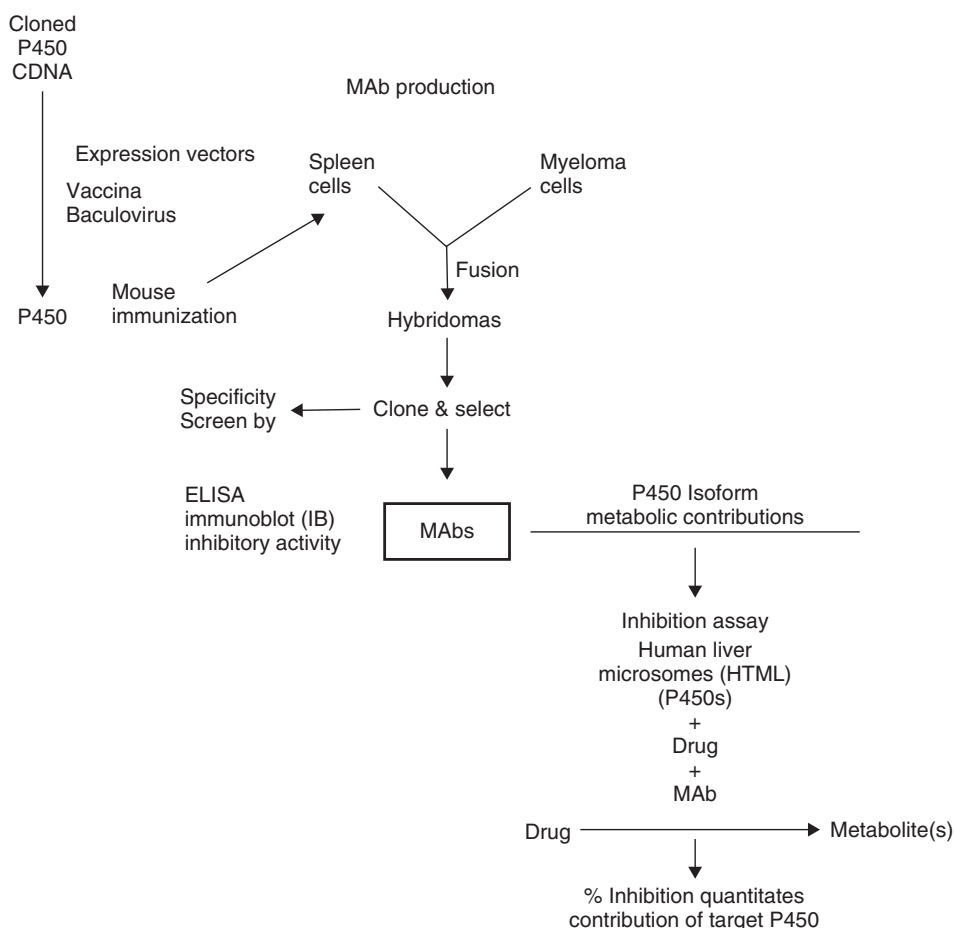 Cloned
P450
CDNA
MAb production
Expression vectors
Vaccina
Baculovirus
Spleen
cells
Myeloma
cells
Fusion
P450
Mouse
immunization
Hybridomas
Specificity
Screen by
Clone & select
ELISA
immunoblot (IB)
inhibitory activity
MAbs
P450 Isoform
metabolic contributions
Inhibition assay
Human liver
microsomes (HTML)
(P450s)
+
Drug
+
MAb
Drug
Metabolite(s)
% Inhibition quantitates
contribution of target P450